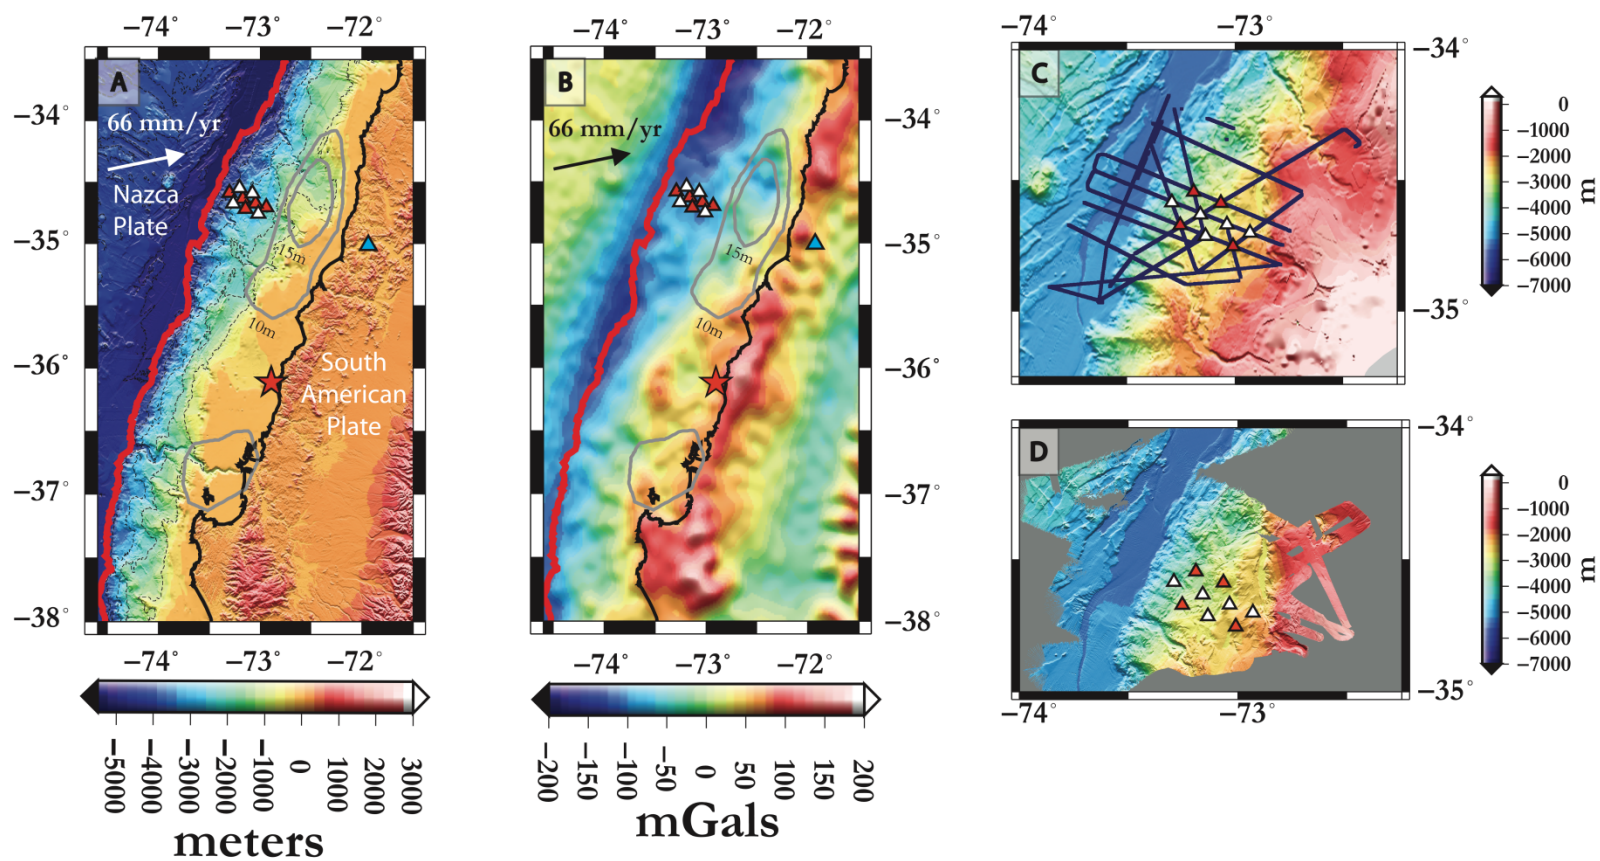 −74° −73° −72°
A
−34°
66 mm/yr
Nazca
Plate
−35°
15m
10m
−36°
South
American
Plate
−37°
−38°
−74° −73° −72°
−5000 −4000 −3000 −2000 −1000 0 1000 2000 3000
meters
−74° −73° −72°
B
−34°
66 mm/yr
−35°
15m
10m
−36°
−37°
−38°
−74° −73° −72°
−200 −150 −100 −50 0 50 100 150 200
mGals
−74° −73°
−34°
C
−35°
0
−1000
−2000
−3000
−4000
−5000
−6000
−7000
m
−34°
D
−35°
−74° −73°
0
−1000
−2000
−3000
−4000
−5000
−6000
−7000
m